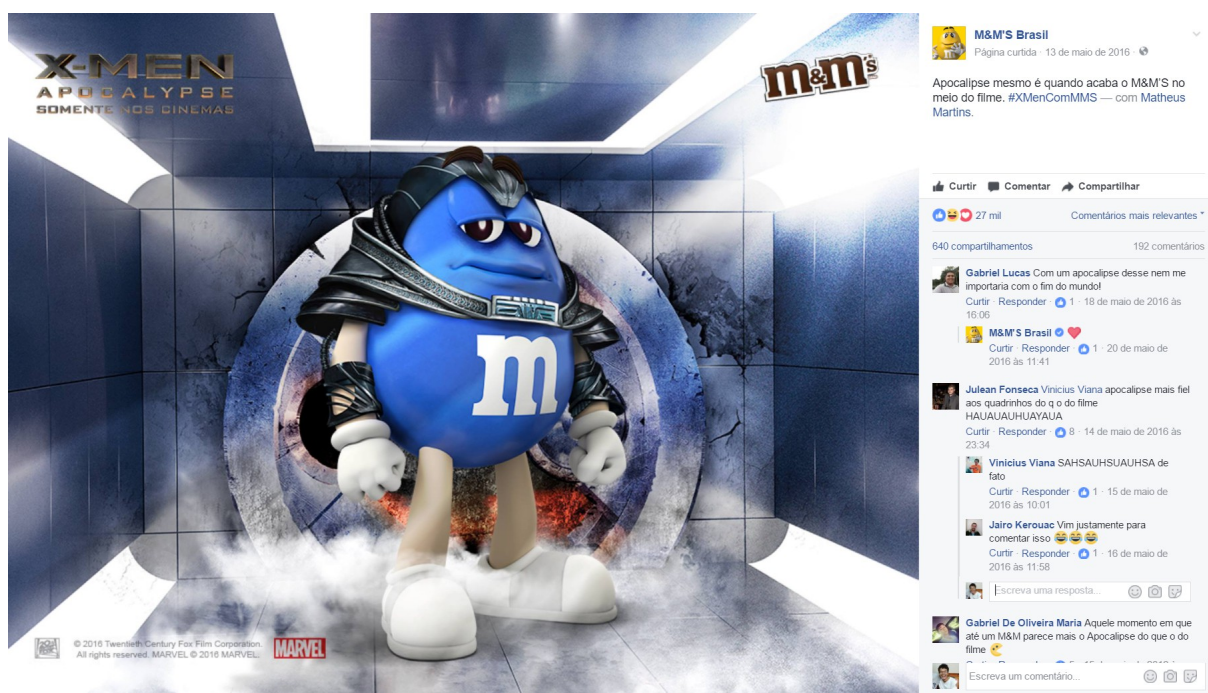 X-MEN
APOCALYPSE
SOMENTE NOS CINEMAS
m&m's
m
© 2016 Twentieth Century Fox Film Corporation.
All rights reserved. MARVEL © 2016 MARVEL.
MARVEL
M&M'S Brasil
Página curtida · 13 de maio de 2016 ·
Apocalipse mesmo é quando acaba o M&M'S no
meio do filme. #XMenComMMS — com Matheus
Martins.
Curtir Comentar Compartilhar
27 mil Comentários mais relevantes
640 compartilhamentos 192 comentários
Gabriel Lucas Com um apocalipse desse nem me
importaria com o fim do mundo!
Curtir · Responder · 1 · 18 de maio de 2016 às
16:06
M&M'S Brasil
Curtir · Responder · 1 · 20 de maio de
2016 às 11:41
Julean Fonseca Vinicius Viana apocalipse mais fiel
aos quadrinhos do q o do filme
HAUAUAUHUAYAUA
Curtir · Responder · 8 · 14 de maio de 2016 às
23:34
Vinicius Viana SAHSAUHSUAUHSA de
fato
Curtir · Responder · 1 · 15 de maio de
2016 às 10:01
Jairo Kerouac Vim justamente para
comentar isso 😂😂😂
Curtir · Responder · 1 · 16 de maio de
2016 às 11:58
Escreva uma resposta...
Gabriel De Oliveira Maria Aquele momento em que
até um M&M parece mais o Apocalipse do que o do
filme
Escreva um comentário...